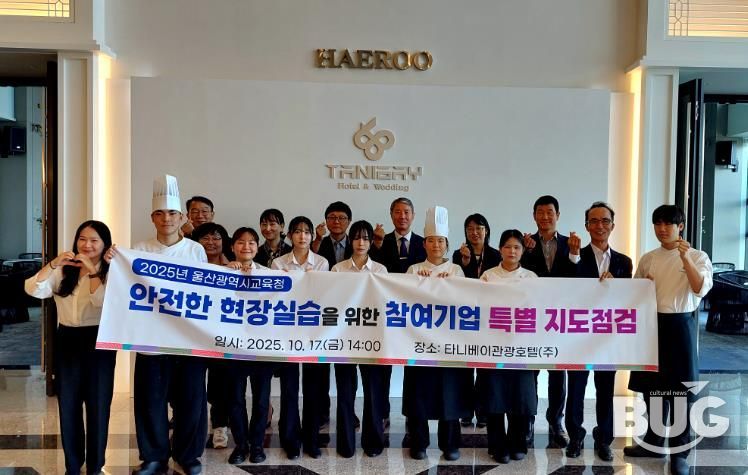 HAEROO
TANIBAY
Hotel & Wedding
2025년 울산광역시교육청
안전한 현장실습을 위한 참여기업 특별 지도점검
일시: 2025. 10. 17.(금) 14:00 장소: 타니베이관광호텔(주)
cultural news
BUG